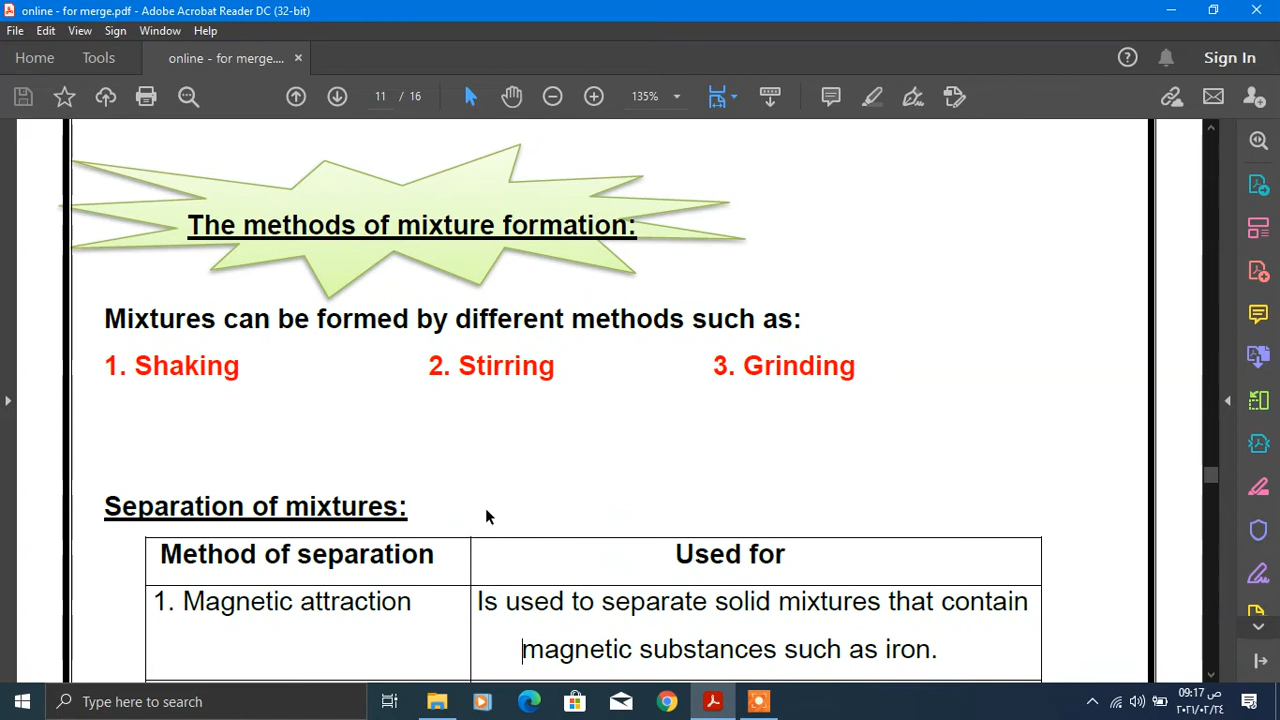 online - for merge.pdf - Adobe Acrobat Reader DC (32-bit)
File Edit View Sign Window Help
Home Tools online - for merge.... × Sign In
11 / 16 135%
The methods of mixture formation:
Mixtures can be formed by different methods such as:
1. Shaking 2. Stirring 3. Grinding
Separation of mixtures:
Method of separation Used for
1. Magnetic attraction Is used to separate solid mixtures that contain
magnetic substances such as iron.
Type here to search
09:17 ص
٢٠٢١/٠٣/٢٤